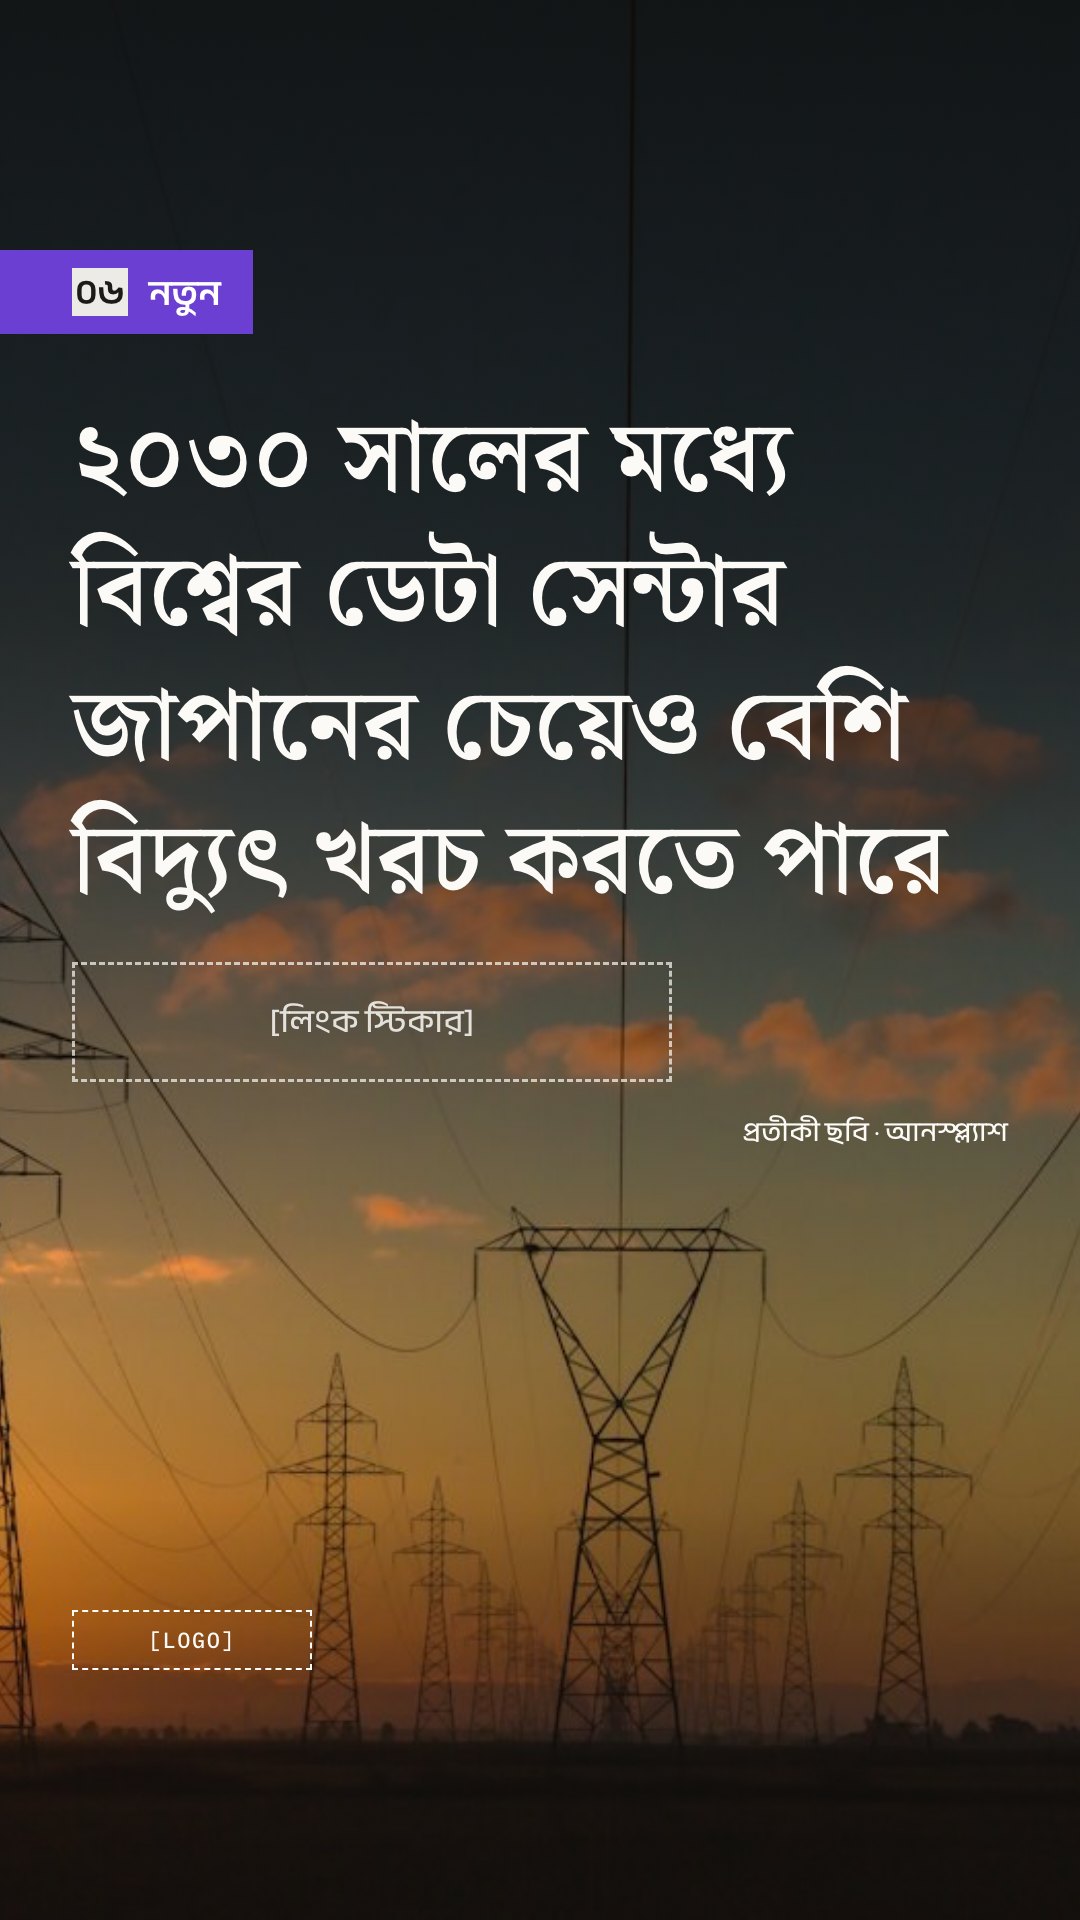 ০৬ নতুন
২০৩০ সালের মধ্যে
বিশ্বের ডেটা সেন্টার
জাপানের চেয়েও বেশি
বিদ্যুৎ খরচ করতে পারে
[লিংক স্টিকার]
প্রতীকী ছবি · আনস্প্ল্যাশ
[LOGO]